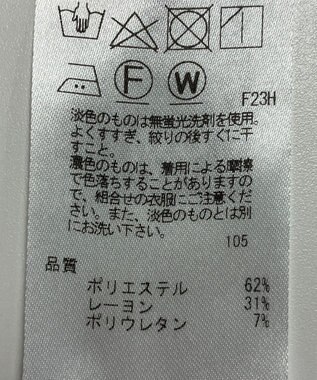 F W
F23H
淡色のものは無蛍光洗剤を使用。
よくすすぎ、絞りの後すぐに干
すこと。
濃色のものは、着用による摩擦
で色落ちすることがありますの
で、組合せの衣服にご注意くだ
さい。また、淡色のものとは別
にお洗い下さい。
105
品質
ポリエステル 62%
レーヨン 31%
ポリウレタン 7%